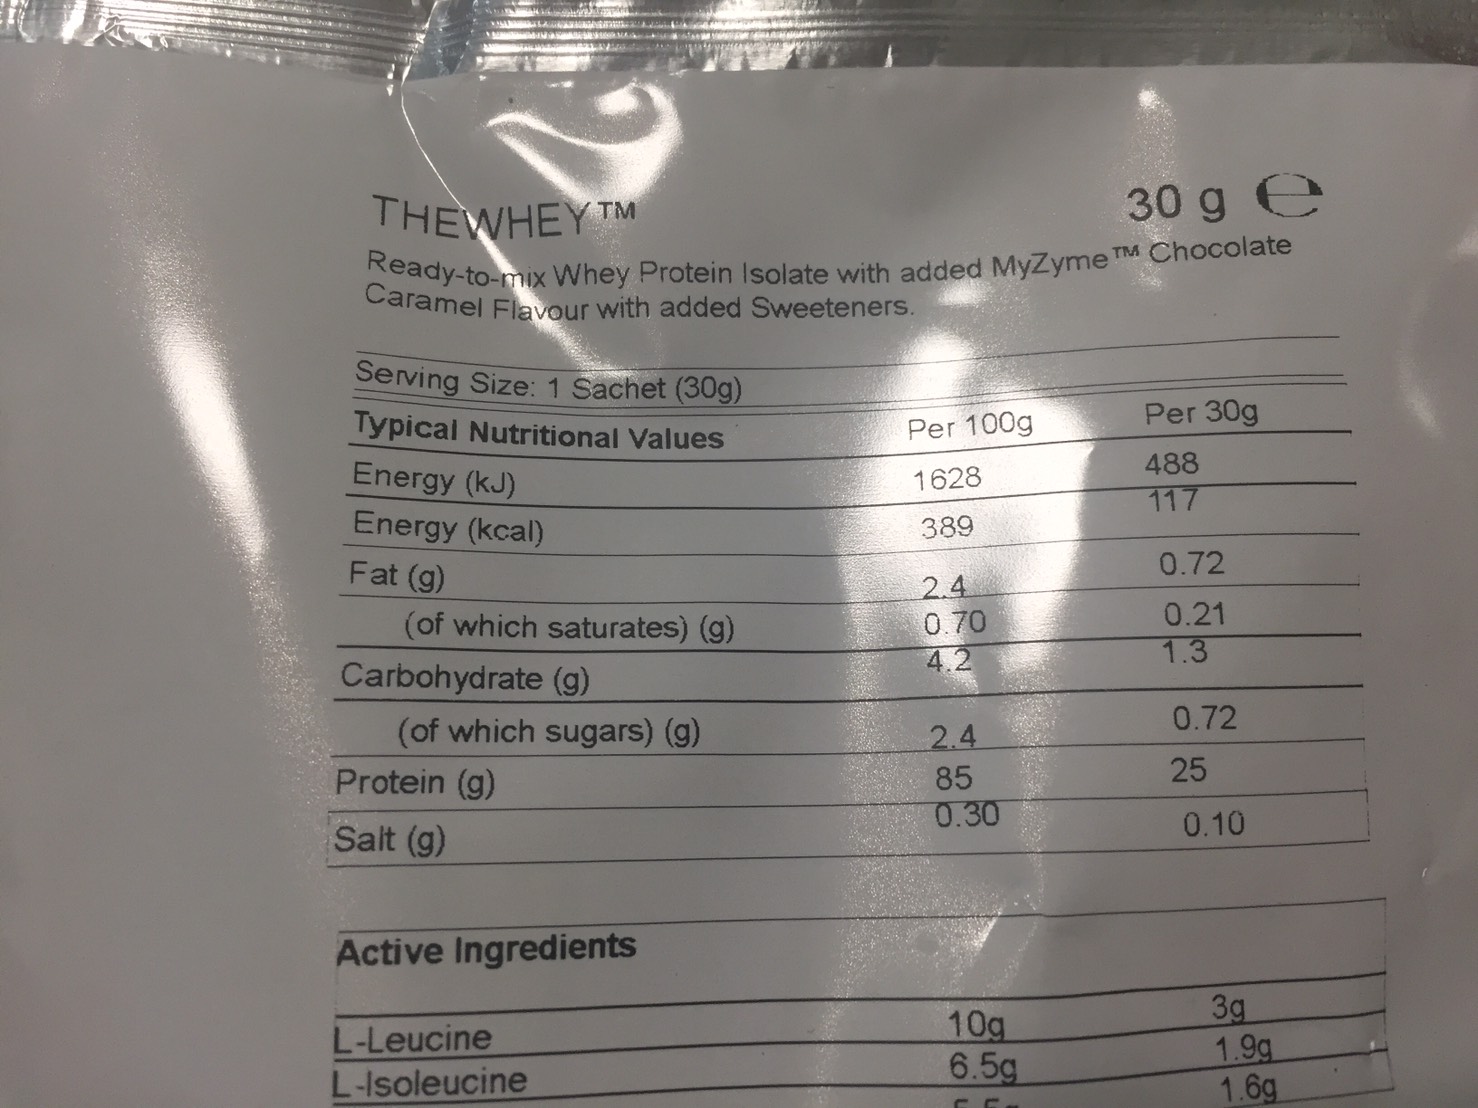 THEWHEY™ 30 g ℮
Ready-to-mix Whey Protein Isolate with added MyZyme™ Chocolate
Caramel Flavour with added Sweeteners.
Serving Size: 1 Sachet (30g)
Typical Nutritional Values Per 100g Per 30g
Energy (kJ) 1628 488
Energy (kcal) 389 117
Fat (g) 2.4 0.72
(of which saturates) (g) 0.70 0.21
Carbohydrate (g) 4.2 1.3
(of which sugars) (g) 2.4 0.72
Protein (g) 85 25
Salt (g) 0.30 0.10
Active Ingredients
L-Leucine 10g 3g
L-Isoleucine 6.5g 1.9g
1.6g